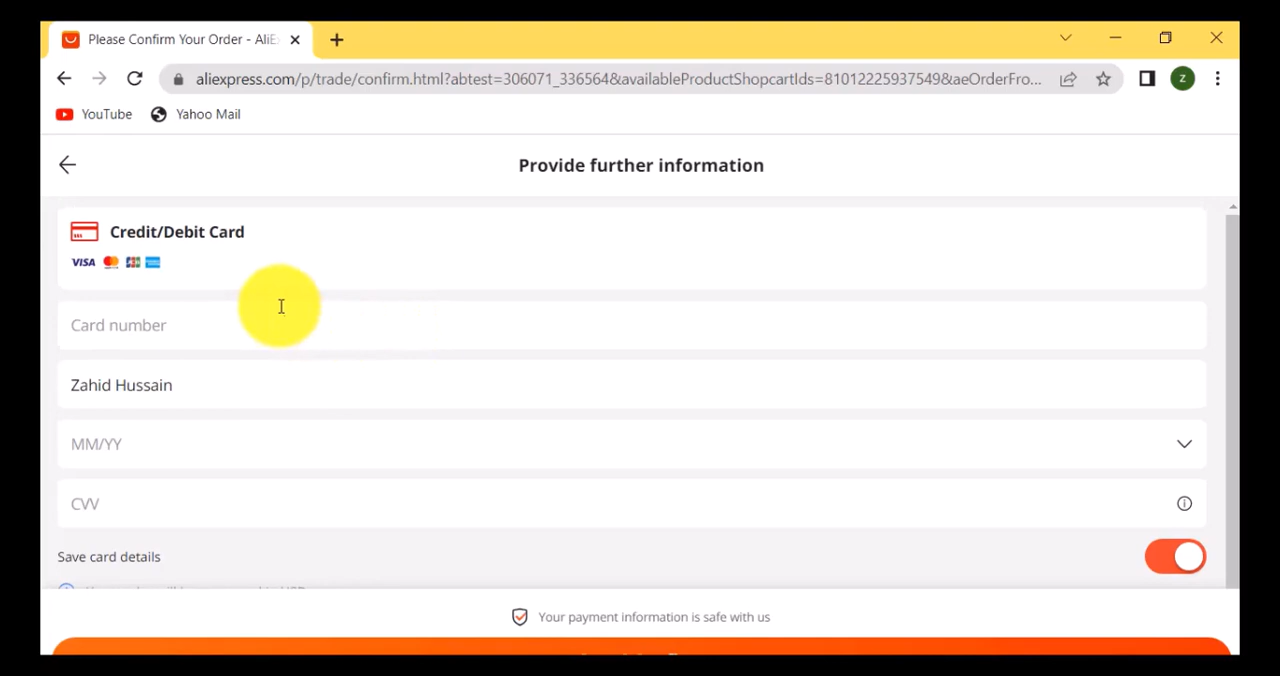 Please Confirm Your Order - AliE
aliexpress.com/p/trade/confirm.html?abtest=306071_336564&availableProductShopcartIds=81012225937549&aeOrderFro...
Z
YouTube
Yahoo Mail
Provide further information
Credit/Debit Card
VISA
Card number
Zahid Hussain
MM/YY
CVV
Save card details
Your payment information is safe with us